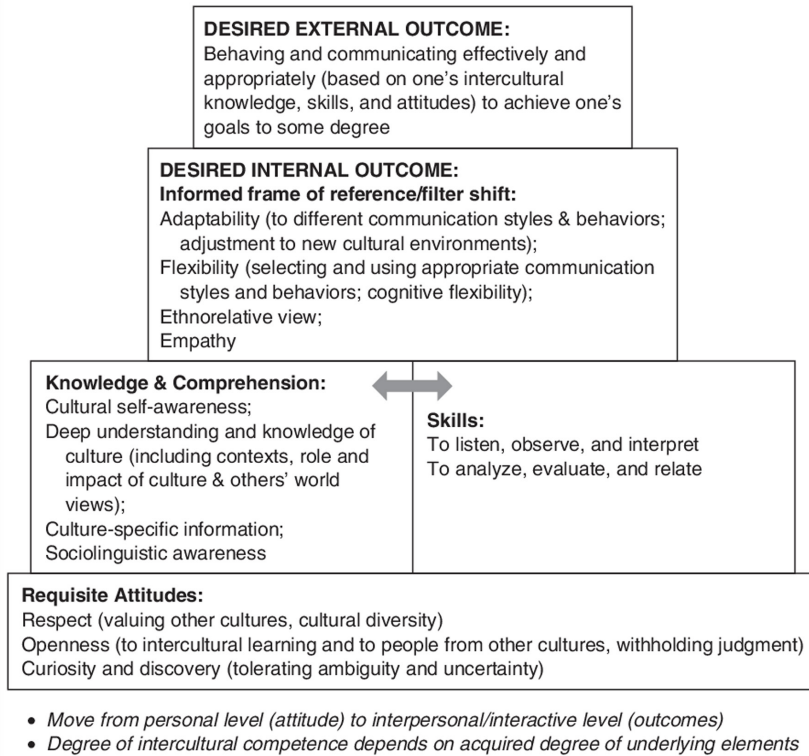 DESIRED EXTERNAL OUTCOME:
Behaving and communicating effectively and
appropriately (based on one's intercultural
knowledge, skills, and attitudes) to achieve one's
goals to some degree
DESIRED INTERNAL OUTCOME:
Informed frame of reference/filter shift:
Adaptability (to different communication styles & behaviors;
adjustment to new cultural environments);
Flexibility (selecting and using appropriate communication
styles and behaviors; cognitive flexibility);
Ethnorelative view;
Empathy
Knowledge & Comprehension:
Cultural self-awareness;
Deep understanding and knowledge of
culture (including contexts, role and
impact of culture & others' world
views);
Culture-specific information;
Sociolinguistic awareness
Skills:
To listen, observe, and interpret
To analyze, evaluate, and relate
Requisite Attitudes:
Respect (valuing other cultures, cultural diversity)
Openness (to intercultural learning and to people from other cultures, withholding judgment)
Curiosity and discovery (tolerating ambiguity and uncertainty)
• Move from personal level (attitude) to interpersonal/interactive level (outcomes)
• Degree of intercultural competence depends on acquired degree of underlying elements